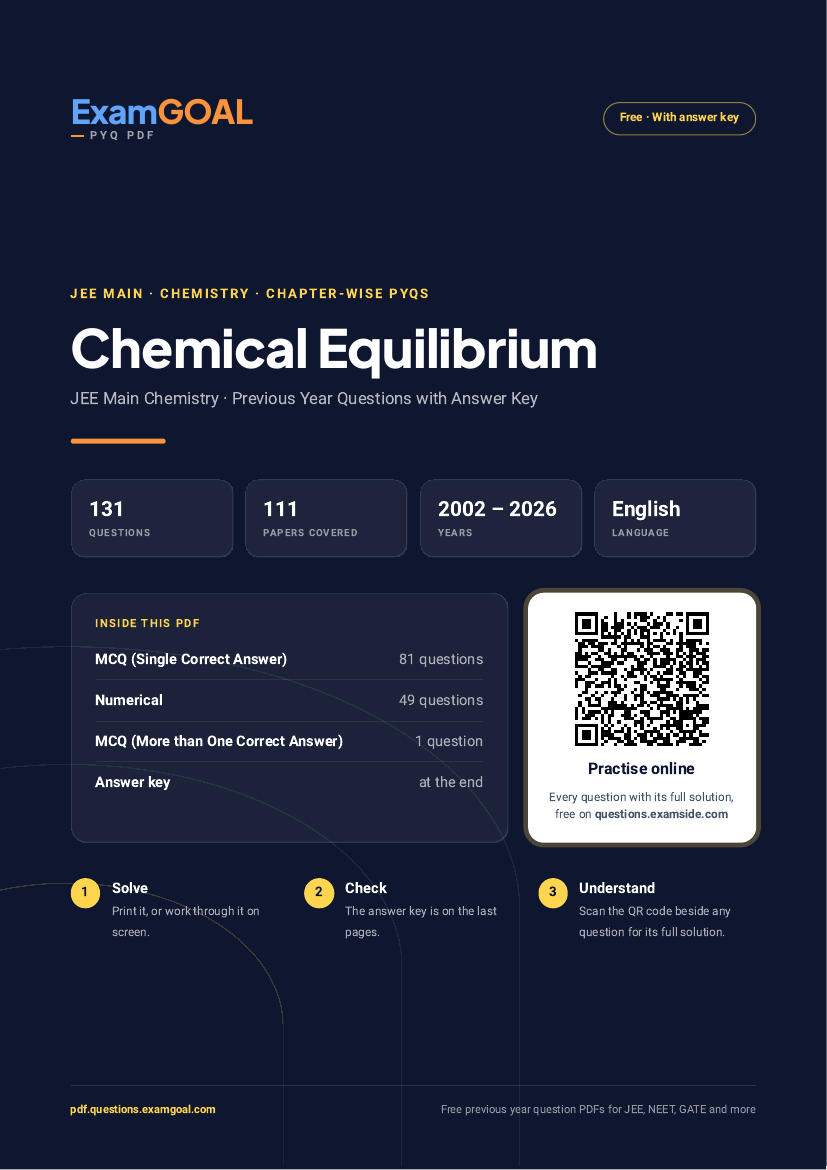 ExamGOAL
PYQ PDF
Free · With answer key
JEE MAIN · CHEMISTRY · CHAPTER-WISE PYQS
Chemical Equilibrium
JEE Main Chemistry · Previous Year Questions with Answer Key
131
QUESTIONS
111
PAPERS COVERED
2002 – 2026
YEARS
English
LANGUAGE
INSIDE THIS PDF
MCQ (Single Correct Answer) 81 questions
Numerical 49 questions
MCQ (More than One Correct Answer) 1 question
Answer key at the end
Practise online
Every question with its full solution,
free on questions.examside.com
1 Solve
Print it, or work through it on
screen.
2 Check
The answer key is on the last
pages.
3 Understand
Scan the QR code beside any
question for its full solution.
pdf.questions.examgoal.com
Free previous year question PDFs for JEE, NEET, GATE and more